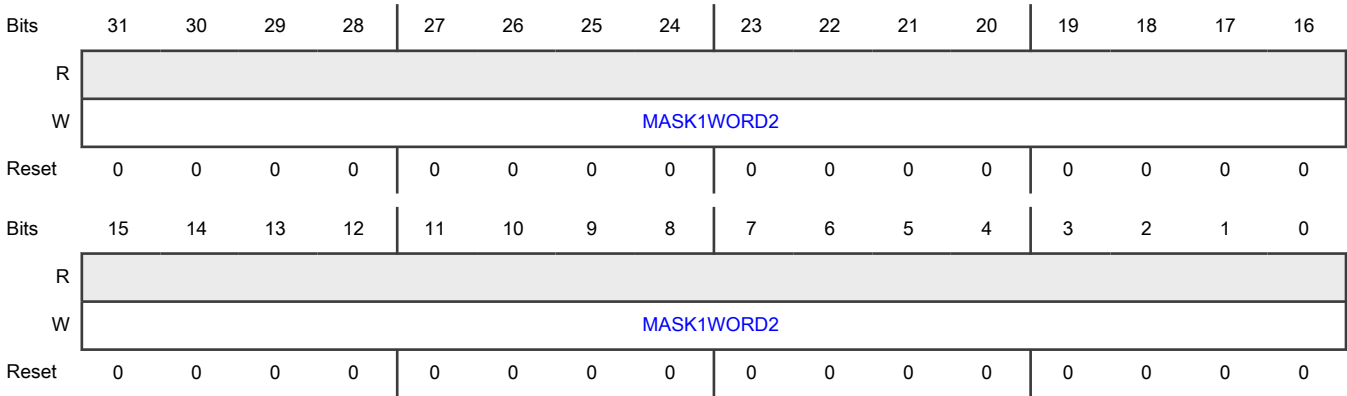 Bits 31 30 29 28 27 26 25 24 23 22 21 20 19 18 17 16
R
W MASK1WORD2
Reset 0 0 0 0 0 0 0 0 0 0 0 0 0 0 0 0
Bits 15 14 13 12 11 10 9 8 7 6 5 4 3 2 1 0
R
W MASK1WORD2
Reset 0 0 0 0 0 0 0 0 0 0 0 0 0 0 0 0